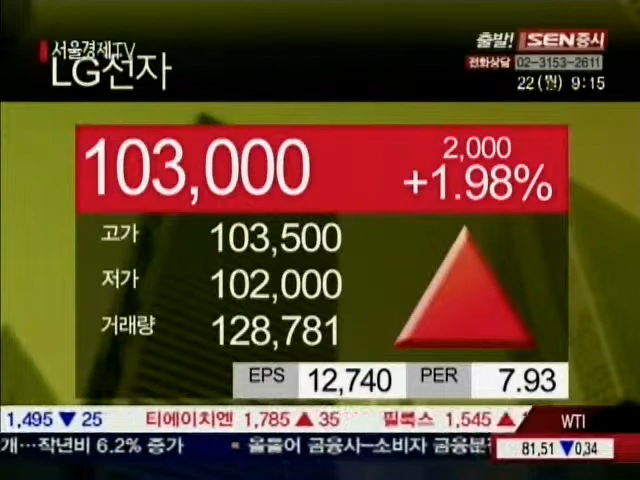 서울경제TV
LG전자
출발! SEN증시
전화상담 02-3153-2611
22(월) 9:15
103,000
2,000
+1.98%
고가 103,500
저가 102,000
거래량 128,781
EPS 12,740 PER 7.93
1,495 ▼ 25 티에이치엔 1,785 ▲ 35 필룩스 1,545 ▲
WTI
개…작년비 6.2% 증가 ▪ 올들어 금융사-소비자 금융분
81,51 ▼0,34